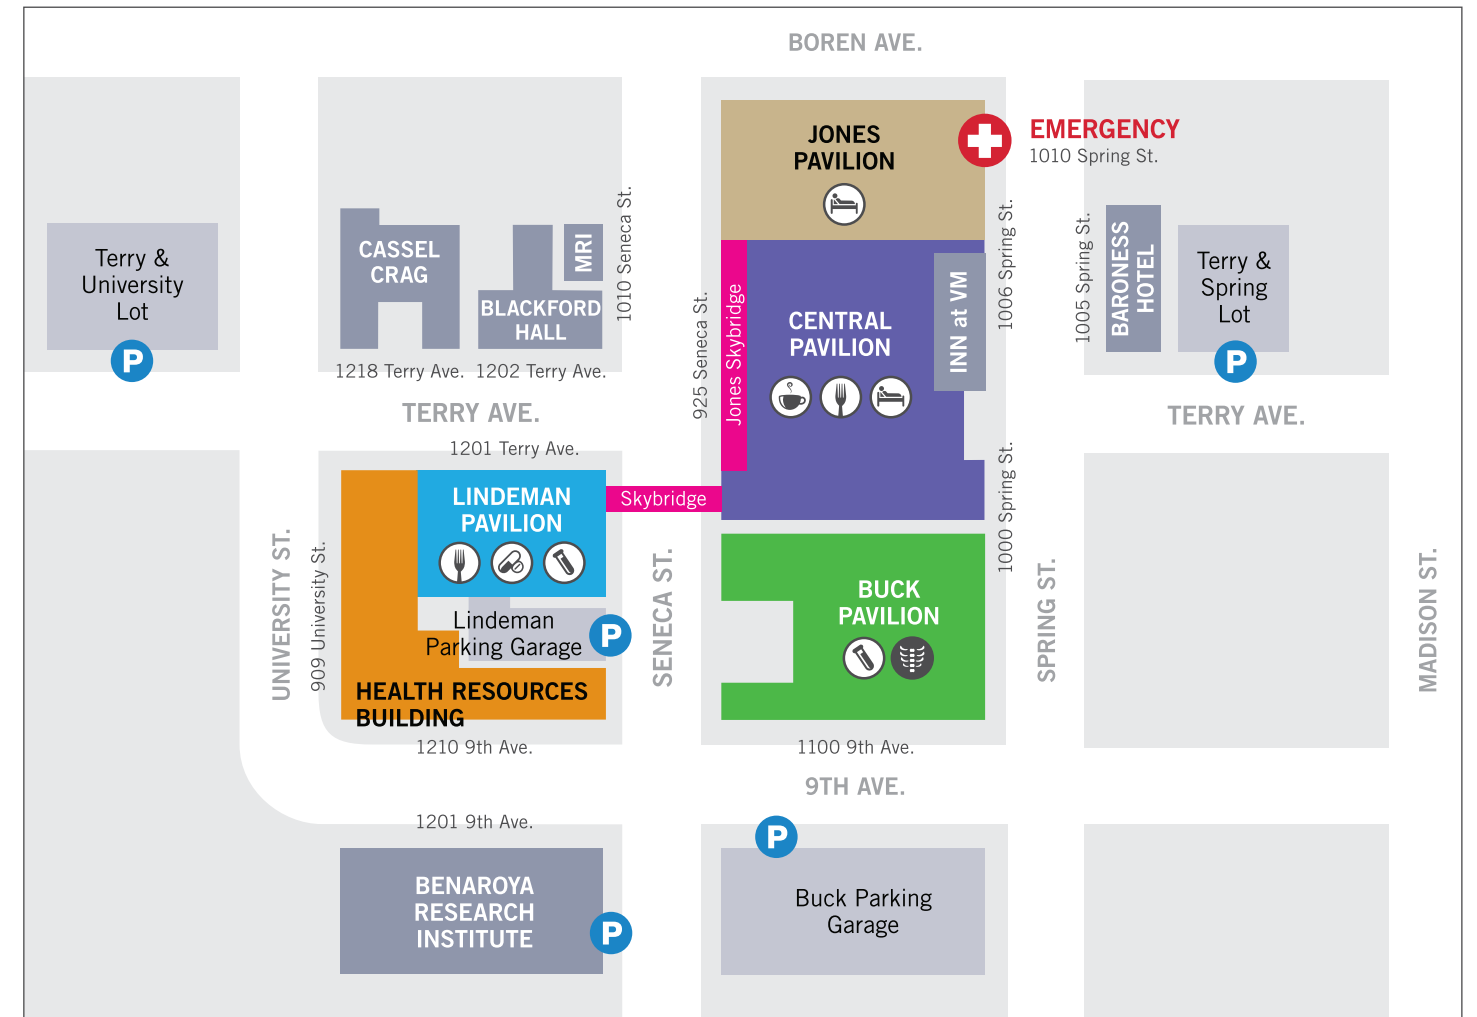 BOREN AVE.
JONES
PAVILION
EMERGENCY
1010 Spring St.
Terry &
University
Lot
P
CASSEL
CRAG
MRI
BLACKFORD
HALL
1010 Seneca St.
1218 Terry Ave.
1202 Terry Ave.
925 Seneca St.
Jones Skybridge
CENTRAL
PAVILION
INN at VM
1006 Spring St.
1005 Spring St.
BARONESS
HOTEL
Terry &
Spring
Lot
P
TERRY AVE.
TERRY AVE.
1201 Terry Ave.
LINDEMAN
PAVILION
Skybridge
1000 Spring St.
UNIVERSITY ST.
909 University St.
Lindeman
Parking Garage
P
SENECA ST.
BUCK
PAVILION
SPRING ST.
MADISON ST.
HEALTH RESOURCES
BUILDING
1210 9th Ave.
1100 9th Ave.
9TH AVE.
1201 9th Ave.
P
BENAROYA
RESEARCH
INSTITUTE
P
Buck Parking
Garage